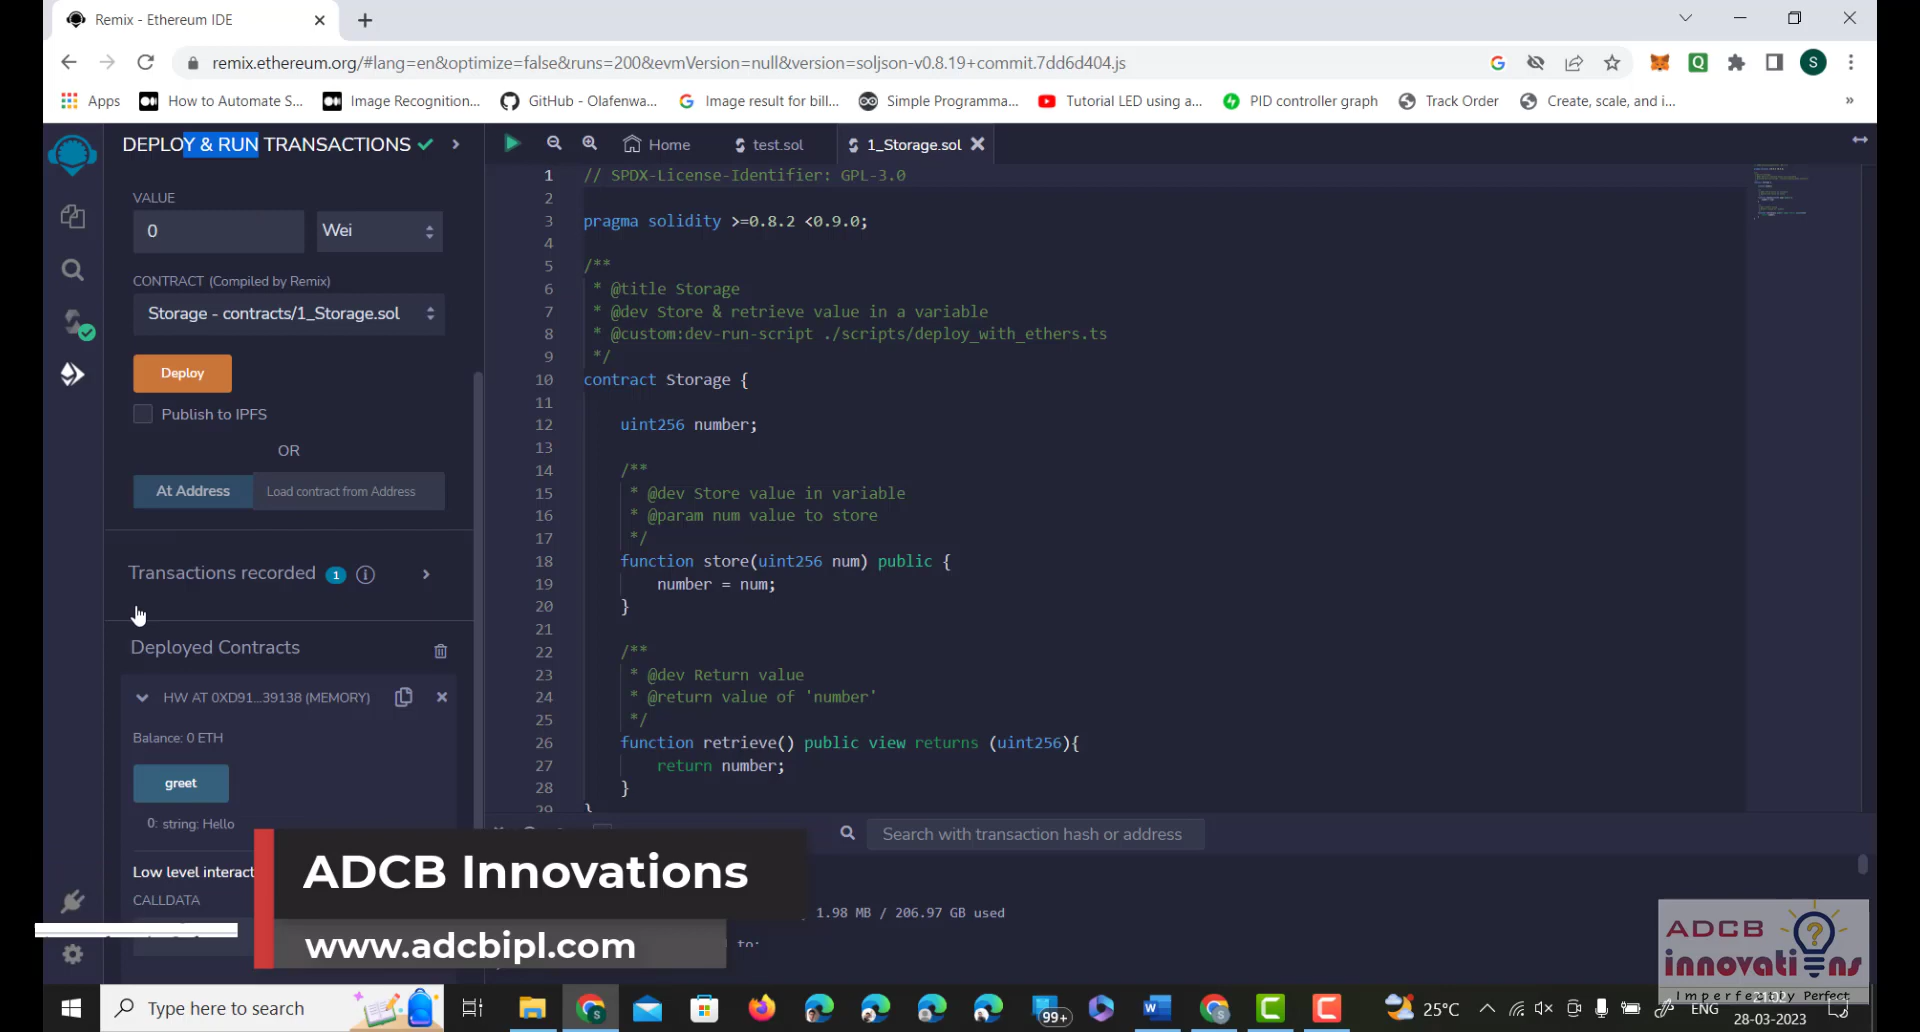 Remix - Ethereum IDE
remix.ethereum.org/#lang=en&optimize=false&runs=200&evmVersion=null&version=soljson-v0.8.19+commit.7dd6d404.js
S
Apps
How to Automate S...
Image Recognition...
GitHub - Olafenwa...
Image result for bill...
Simple Programma...
Tutorial LED using a...
PID controller graph
Track Order
Create, scale, and i...
»
DEPLOY & RUN TRANSACTIONS
Home
test.sol
1_Storage.sol
VALUE
0
Wei
CONTRACT (Compiled by Remix)
Storage - contracts/1_Storage.sol
Deploy
Publish to IPFS
OR
At Address
Load contract from Address
Transactions recorded 1
Deployed Contracts
HW AT 0XD91...39138 (MEMORY)
Balance: 0 ETH
greet
0: string: Hello
Low level interact
CALLDATA
1 // SPDX-License-Identifier: GPL-3.0
2
3 pragma solidity >=0.8.2 <0.9.0;
4
5 /**
6 * @title Storage
7 * @dev Store & retrieve value in a variable
8 * @custom:dev-run-script ./scripts/deploy_with_ethers.ts
9 */
10 contract Storage {
11
12 uint256 number;
13
14 /**
15 * @dev Store value in variable
16 * @param num value to store
17 */
18 function store(uint256 num) public {
19 number = num;
20 }
21
22 /**
23 * @dev Return value
24 * @return value of 'number'
25 */
26 function retrieve() public view returns (uint256){
27 return number;
28 }
29 }
Search with transaction hash or address
1.98 MB / 206.97 GB used
to:
ADCB Innovations
www.adcbipl.com
ADCB
innovations
Imperfectly Perfect
Type here to search
99+
25°C
ENG
28-03-2023